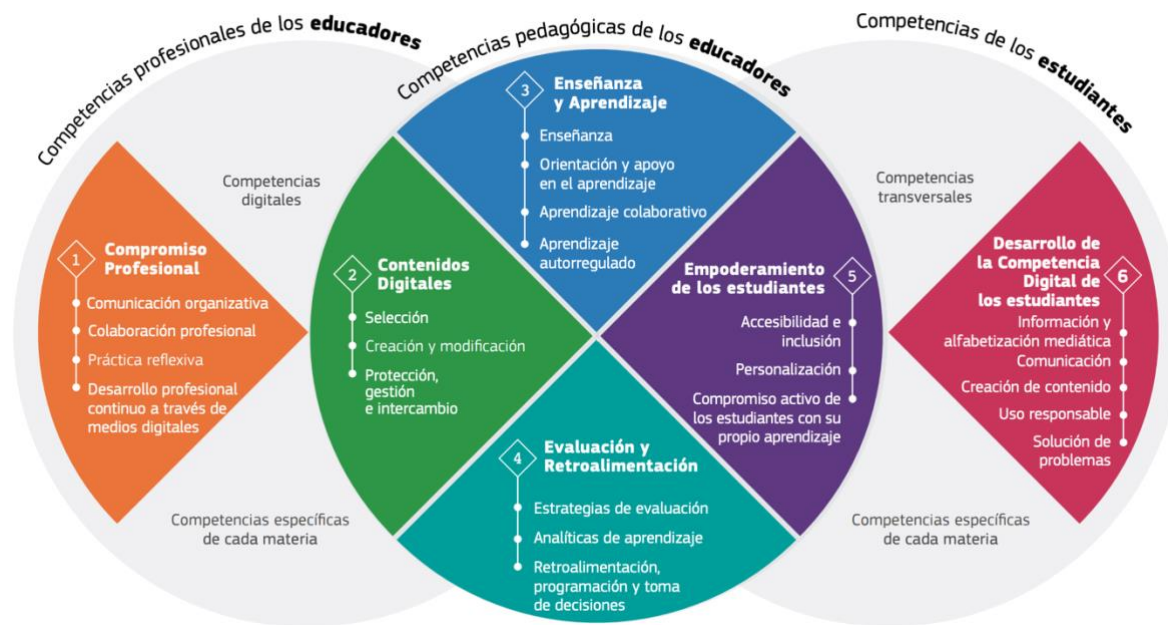 Competencias profesionales de los educadores
Competencias pedagógicas de los educadores
Competencias de los estudiantes
Competencias
digitales
Competencias específicas
de cada materia
1
Compromiso
Profesional
Comunicación organizativa
Colaboración profesional
Práctica reflexiva
Desarrollo profesional
continuo a través de
medios digitales
2
Contenidos
Digitales
Selección
Creación y modificación
Protección,
gestión
e intercambio
3
Enseñanza
y Aprendizaje
Enseñanza
Orientación y apoyo
en el aprendizaje
Aprendizaje colaborativo
Aprendizaje
autorregulado
4
Evaluación y
Retroalimentación
Estrategias de evaluación
Analíticas de aprendizaje
Retroalimentación,
programación y toma
de decisiones
5
Empoderamiento
de los estudiantes
Accesibilidad e
inclusión
Personalización
Compromiso activo de
los estudiantes con su
propio aprendizaje
Competencias
transversales
Competencias específicas
de cada materia
6
Desarrollo de
la Competencia
Digital de
los estudiantes
Información y
alfabetización mediática
Comunicación
Creación de contenido
Uso responsable
Solución de
problemas